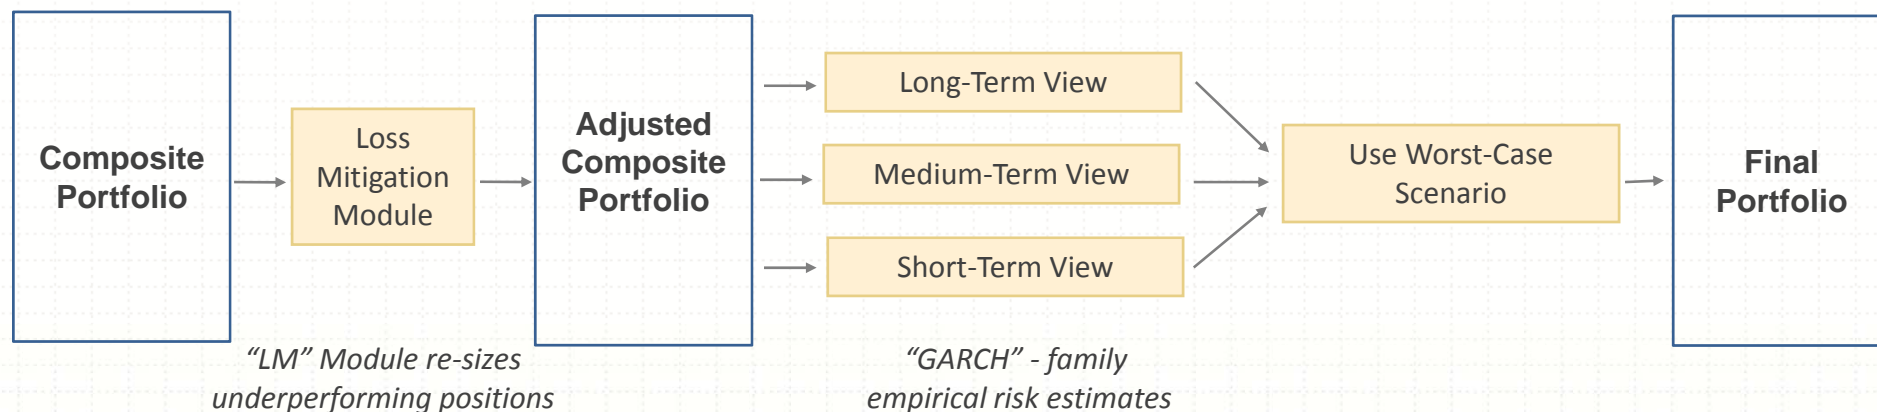 Composite
Portfolio
Loss
Mitigation
Module
Adjusted
Composite
Portfolio
Long-Term View
Medium-Term View
Short-Term View
Use Worst-Case
Scenario
Final
Portfolio
“LM” Module re-sizes
underperforming positions
“GARCH” - family
empirical risk estimates